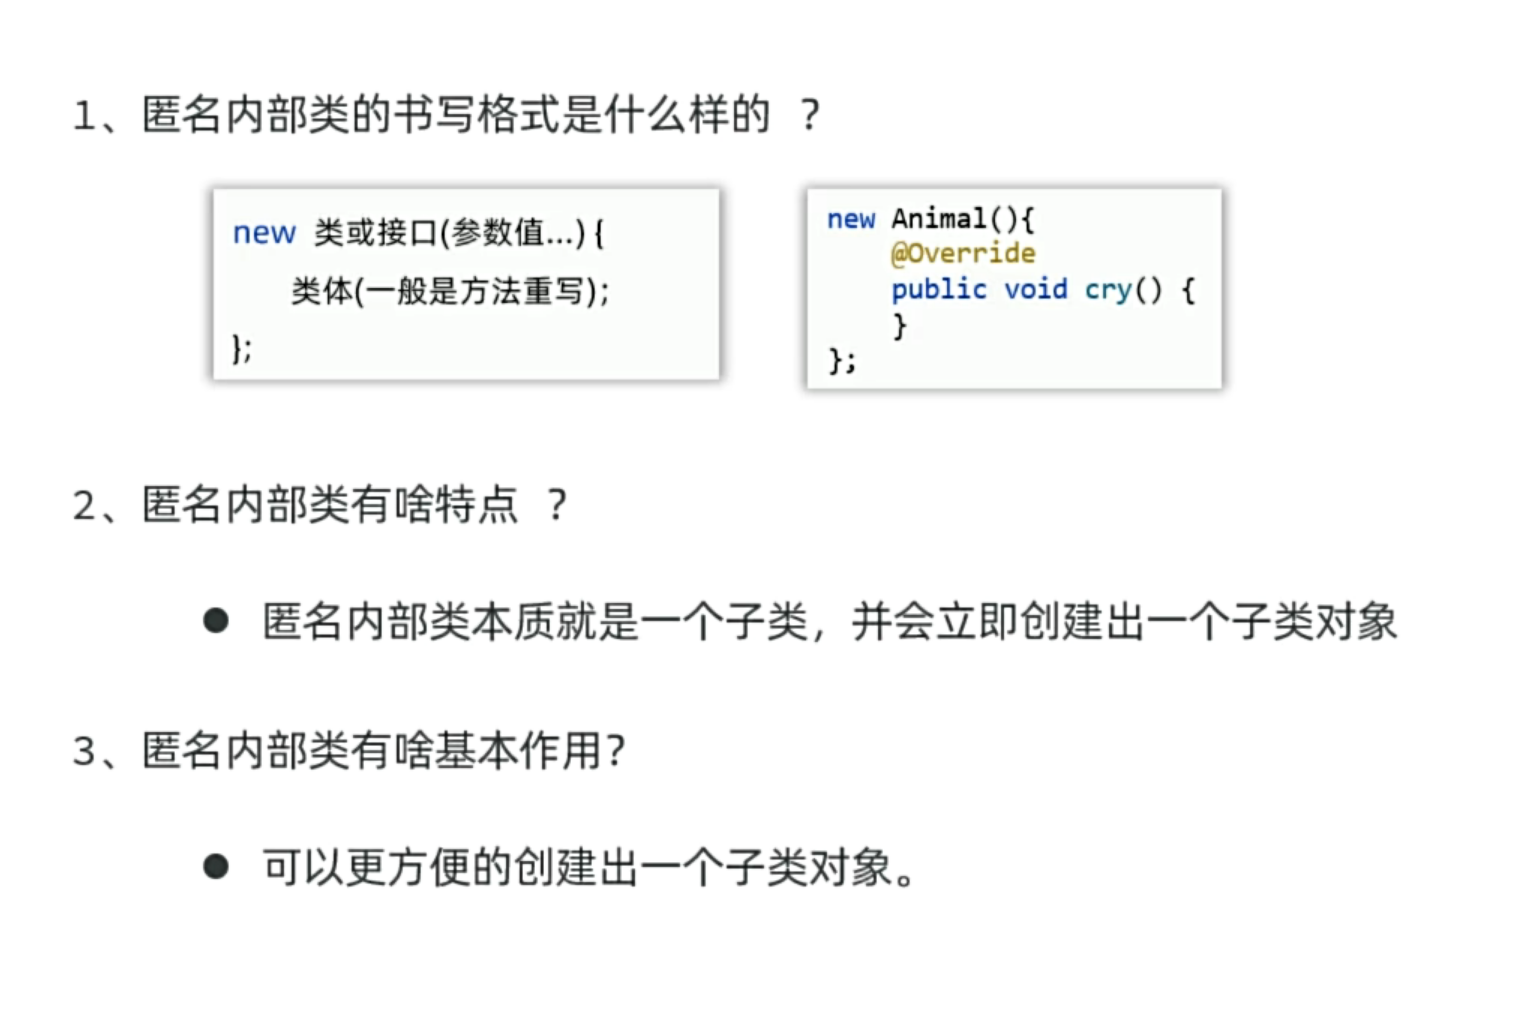 1、匿名内部类的书写格式是什么样的 ？
new 类或接口(参数值...) {
类体(一般是方法重写);
};
new Animal(){
@Override
public void cry() {
}
};
2、匿名内部类有啥特点 ？
● 匿名内部类本质就是一个子类，并会立即创建出一个子类对象
3、匿名内部类有啥基本作用？
● 可以更方便的创建出一个子类对象。